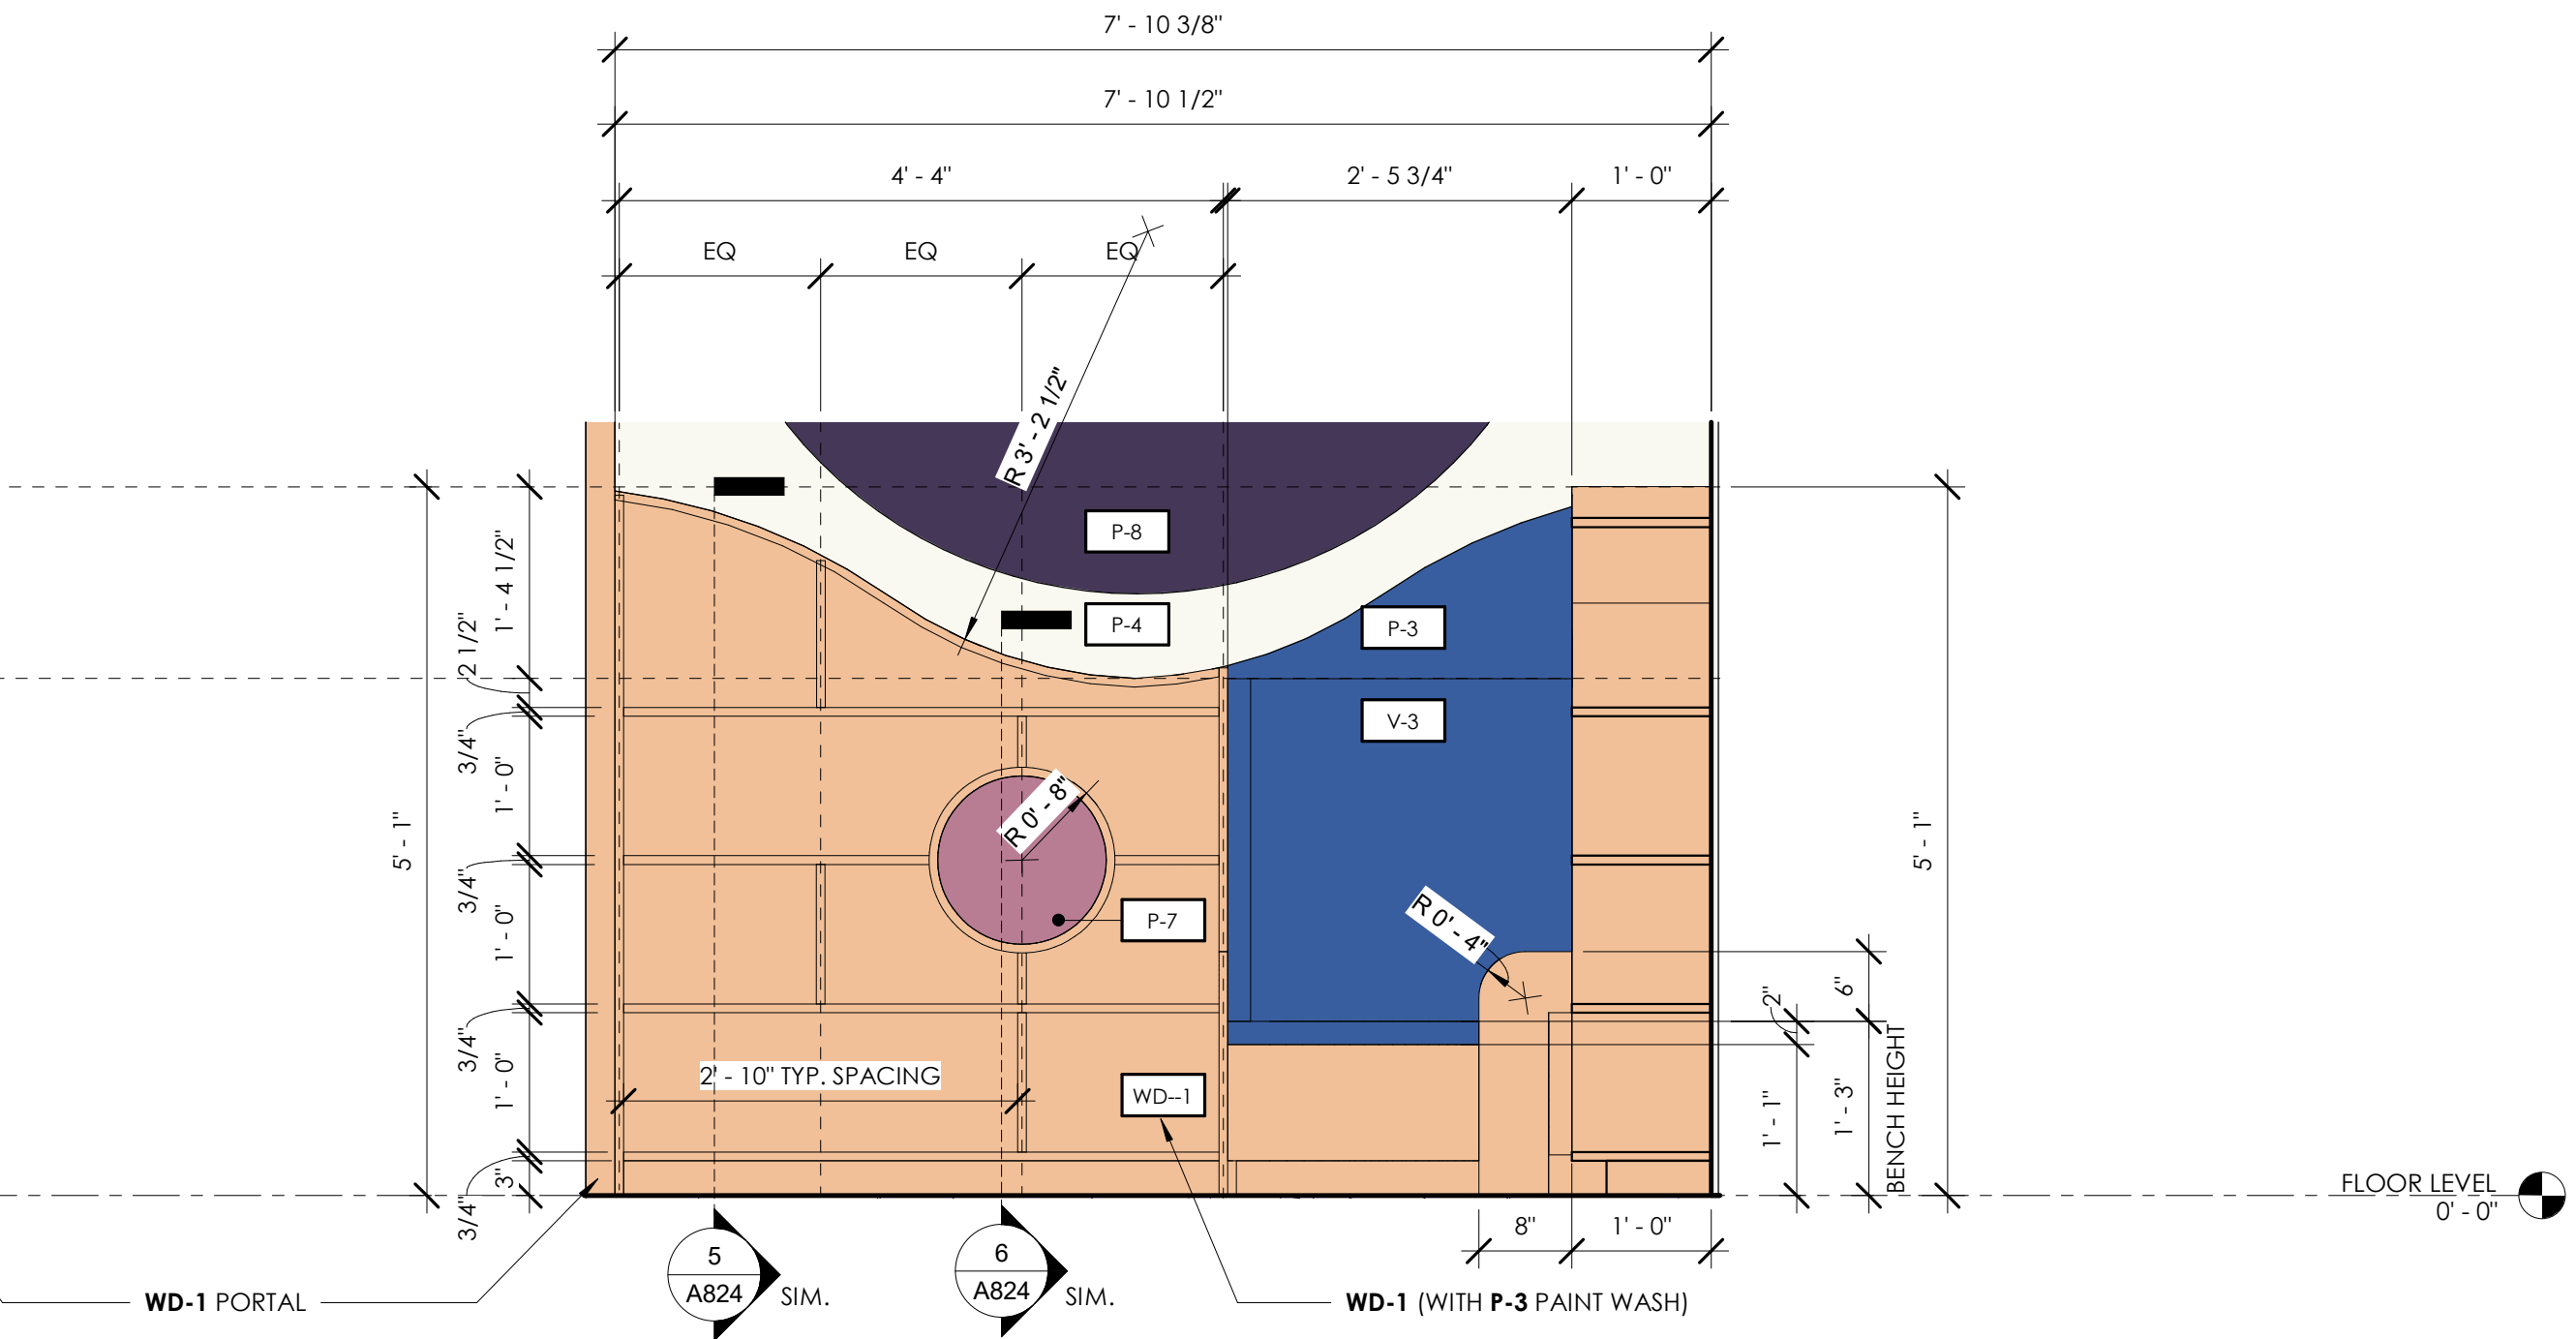 7' - 10 3/8"
7' - 10 1/2"
4' - 4"
2' - 5 3/4"
1' - 0"
EQ
EQ
EQ
R 3' - 2 1/2"
P-8
P-4
P-3
V-3
1' - 4 1/2"
2 1/2"
3/4"
1' - 0"
5' - 1"
3/4"
1' - 0"
3/4"
1' - 0"
3/4"
3"
R 0' - 8"
P-7
R 0' - 4"
2' - 10" TYP. SPACING
WD--1
5' - 1"
6"
2"
1' - 1"
1' - 3"
BENCH HEIGHT
FLOOR LEVEL
0' - 0"
8"
1' - 0"
5
A824
SIM.
6
A824
SIM.
WD-1 PORTAL
WD-1 (WITH P-3 PAINT WASH)